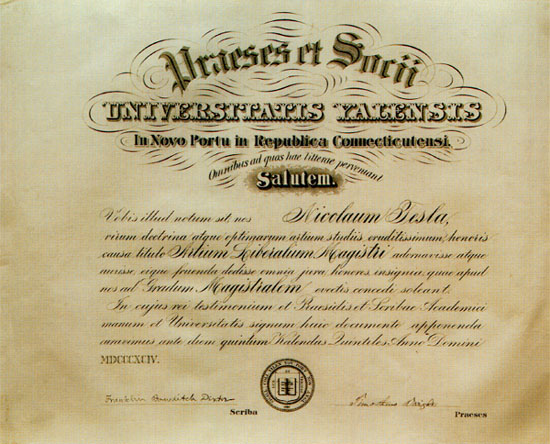 Praeses et Socii
UNIVERSITATIS YALENSIS
In Novo Portu in Republica Connecticutensi.
Omnibus ad quos hae litterae pervenient
Salutem.
Vobis illud notum sit nos Nicolaum Tesla,
virum doctrina atque optimarum artium studiis eruditissimum, honoris
causa titulo Artium Liberalium Magistri adornavisse atque
auxisse, eique fruenda dedisse omnia jura, honores, insignia, quae apud
nos ad Gradum Magistralem evectis concedi solent.
In cujus rei testimonium et Praesidis et Scribae Academici
manum et Universitatis signum huic documento apponenda
curavimus ante diem quintum Kalendas Quintiles Anno Domini
MDCCCXCIV.
Franklin Bowditch Dexter
Timotheus Dwight
Scriba
Praeses